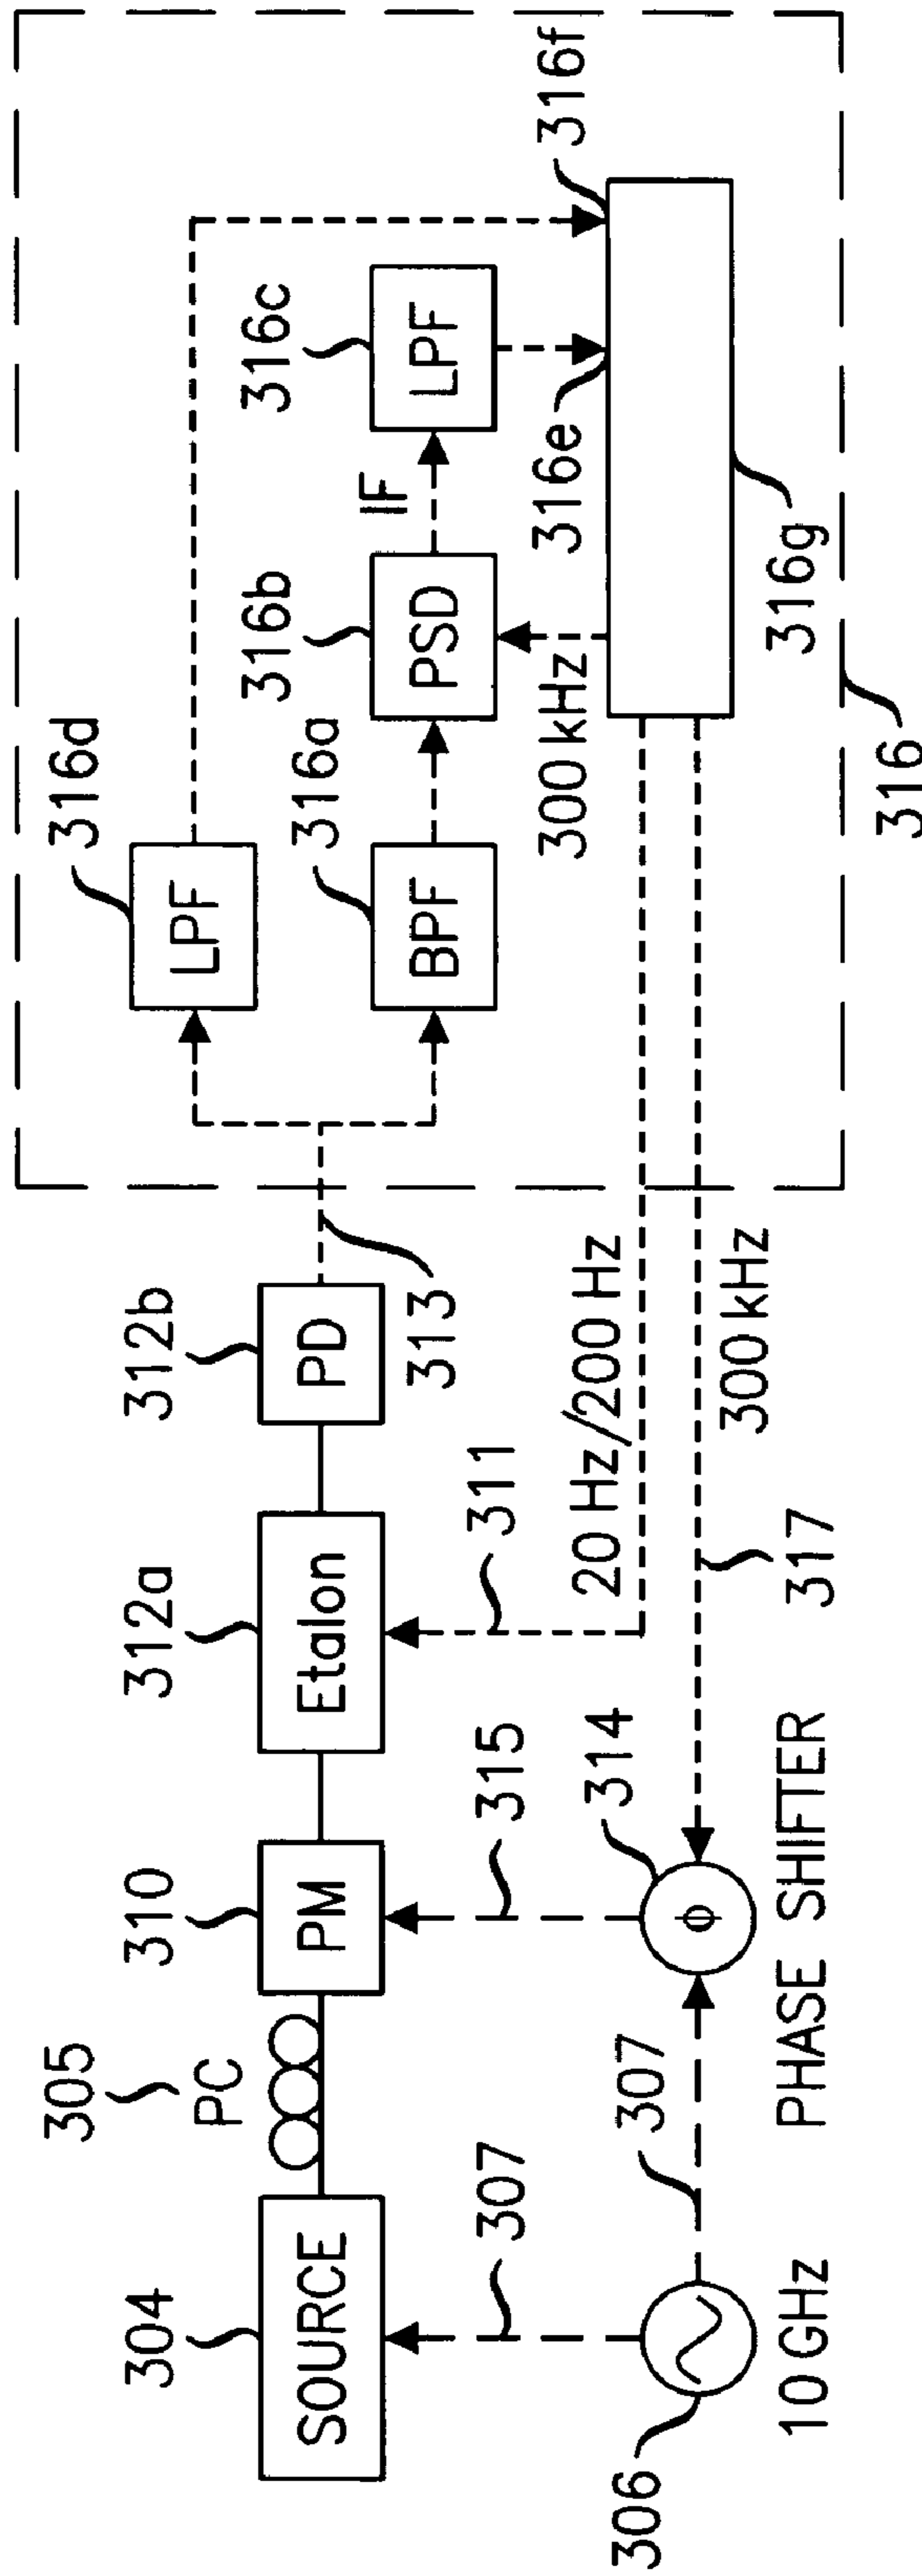 316d
LPF
316c
LPF
316f
316b
PSD
IF
316a
BPF
316e
300 kHz
316g
316
312b
PD
313
312a
Etalon
311
20 Hz/200 Hz
300 kHz
317
310
PM
315
314
ϕ
PHASE SHIFTER
305
PC
304
SOURCE
307
307
306
10 GHz